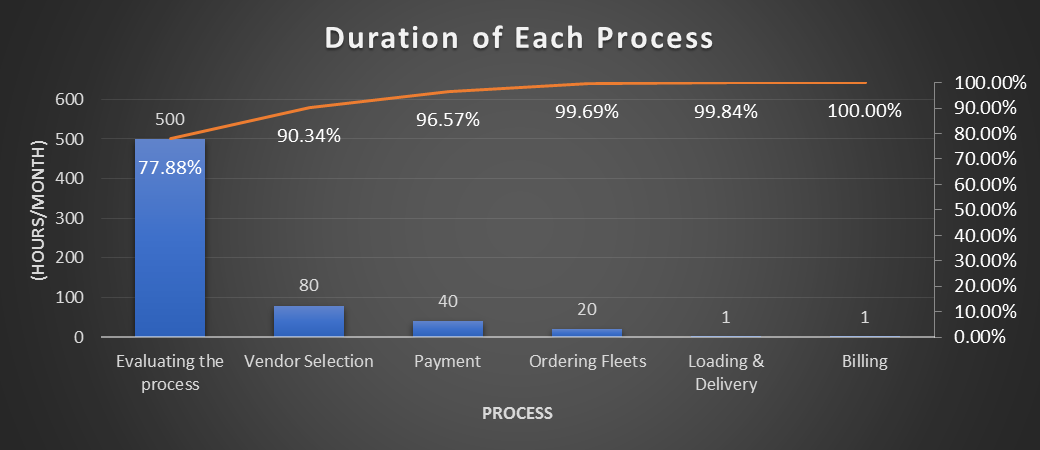 Duration of Each Process
(HOURS/MONTH)
600
500
400
300
200
100
0
500
80
40
20
1
1
77.88%
90.34%
96.57%
99.69%
99.84%
100.00%
100.00%
90.00%
80.00%
70.00%
60.00%
50.00%
40.00%
30.00%
20.00%
10.00%
0.00%
Evaluating the
process
Vendor Selection
Payment
Ordering Fleets
Loading &
Delivery
Billing
PROCESS